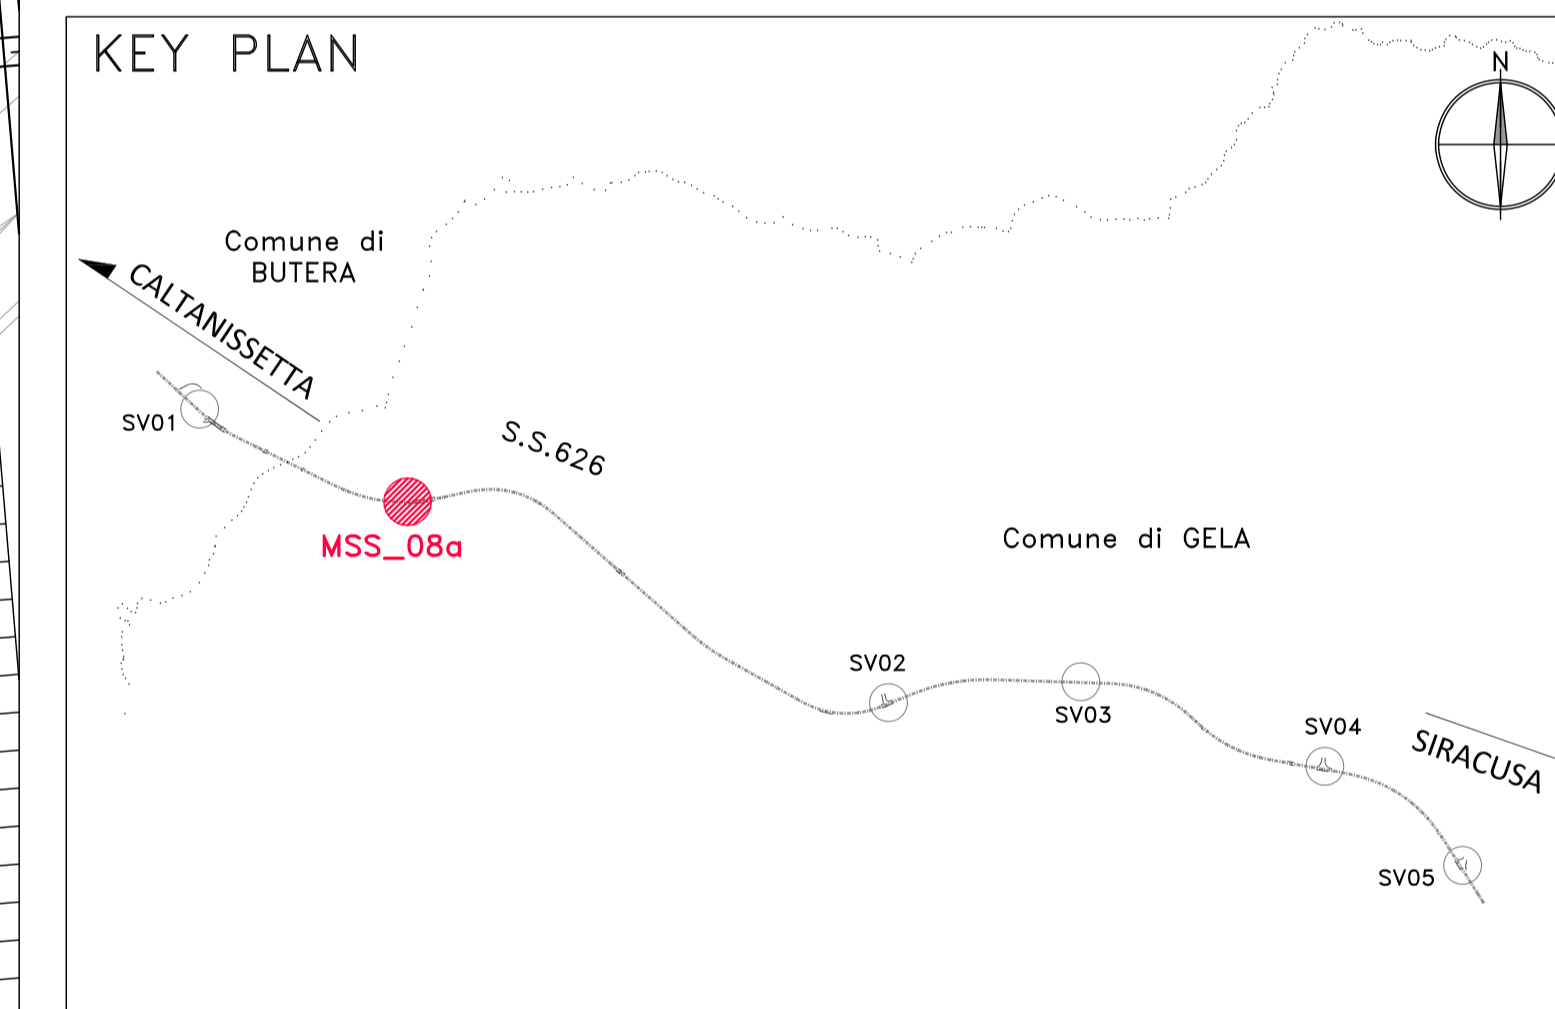 KEY PLAN
N
Comune di
BUTERA
CALTANISSETTA
SV01
S.S.626
MSS_08a
Comune di GELA
SV02
SV03
SV04
SIRACUSA
SV05